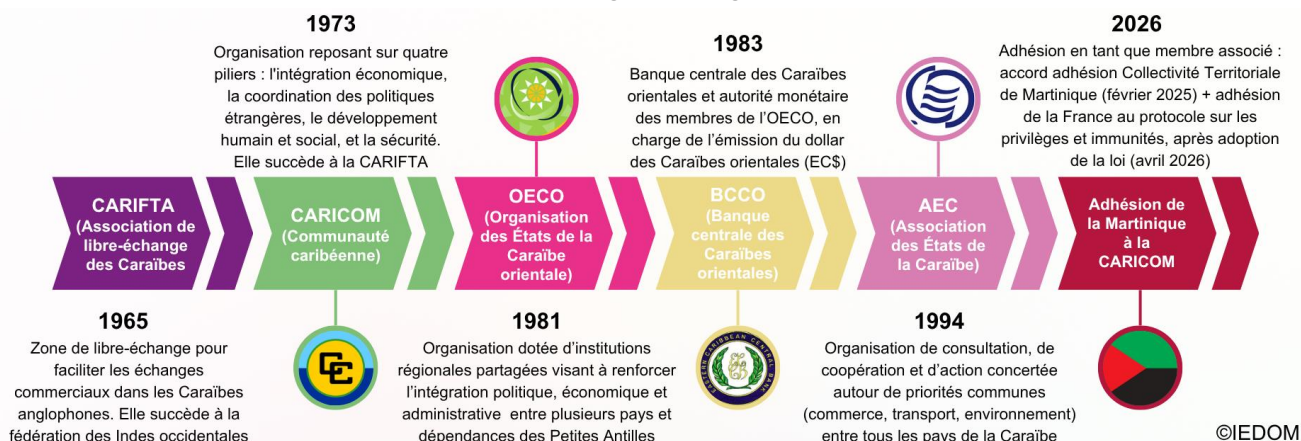 1973
Organisation reposant sur quatre
piliers : l'intégration économique,
la coordination des politiques
étrangères, le développement
humain et social, et la sécurité.
Elle succède à la CARIFTA
1983
Banque centrale des Caraïbes
orientales et autorité monétaire
des membres de l'OECO, en
charge de l'émission du dollar
des Caraïbes orientales (EC$)
2026
Adhésion en tant que membre associé :
accord adhésion Collectivité Territoriale
de Martinique (février 2025) + adhésion
de la France au protocole sur les
privilèges et immunités, après adoption
de la loi (avril 2026)
CARIFTA
(Association de
libre-échange
des Caraïbes
CARICOM
(Communauté
caribéenne)
OECO
(Organisation
des États de la
Caraïbe
orientale)
BCCO
(Banque
centrale des
Caraïbes
orientales)
AEC
(Association
des États de
la Caraïbe)
Adhésion de
la Martinique
à la
CARICOM
1965
Zone de libre-échange pour
faciliter les échanges
commerciaux dans les Caraïbes
anglophones. Elle succède à la
fédération des Indes occidentales
CC
1981
Organisation dotée d'institutions
régionales partagées visant à renforcer
l'intégration politique, économique et
administrative entre plusieurs pays et
dépendances des Petites Antilles
EASTERN CARIBBEAN CENTRAL BANK
1994
Organisation de consultation, de
coopération et d'action concertée
autour de priorités communes
(commerce, transport, environnement)
entre tous les pays de la Caraïbe
©IEDOM